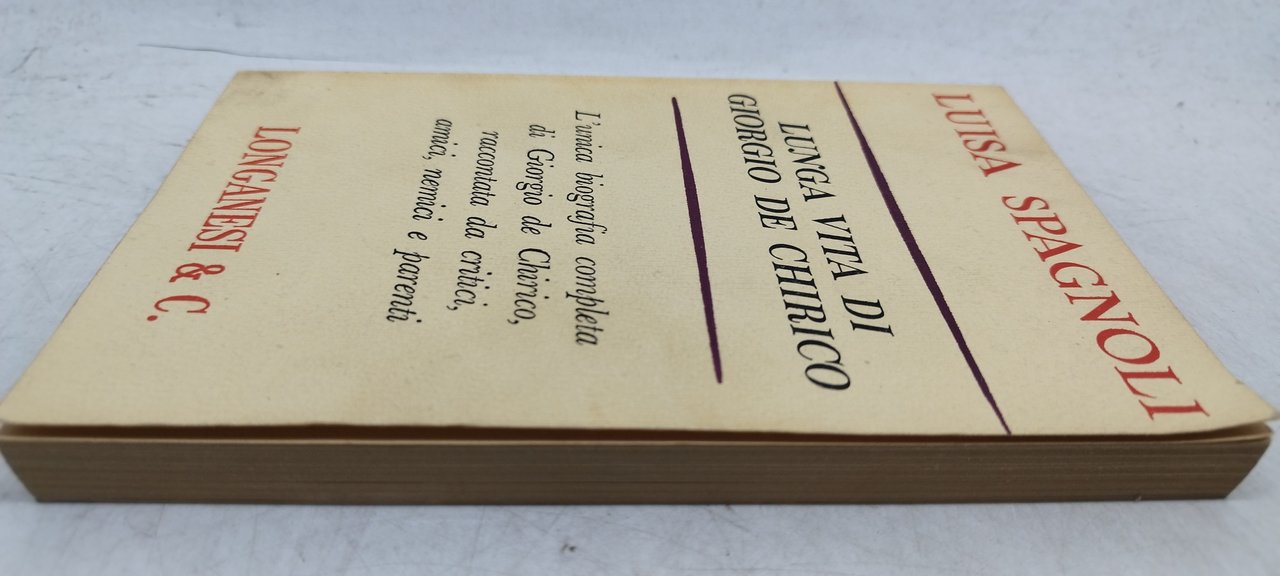 LUISA SPAGNOLI
LUNGA VITA DI
GIORGIO DE CHIRICO
L'unica biografia completa
di Giorgio de Chirico,
raccontata da critici,
amici, nemici e parenti
LONGANESI & C.